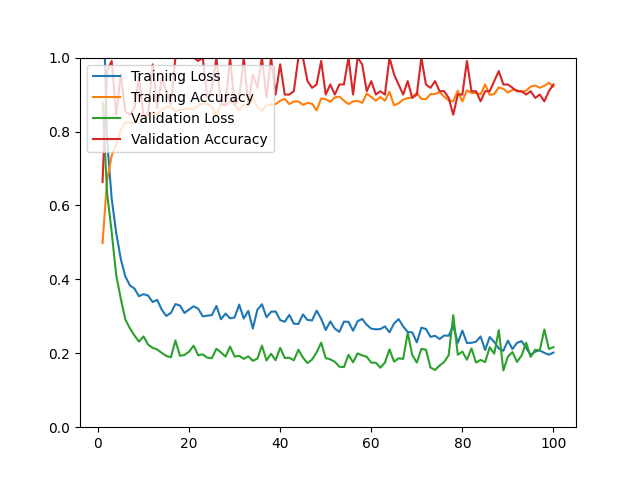 1.0
0.8
0.6
0.4
0.2
0.0
Training Loss
Training Accuracy
Validation Loss
Validation Accuracy
0 20 40 60 80 100